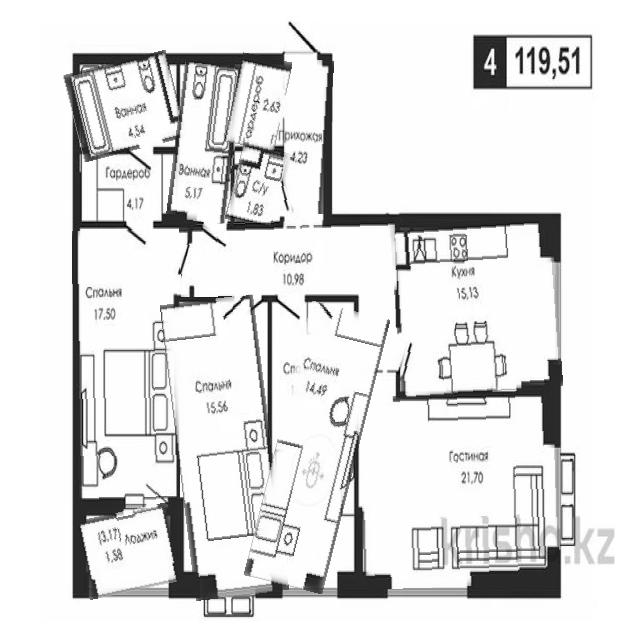 4 119,51
Ванная
4.54
Гардероб
4.17
Ванная
5.17
Гардероб
2.63
Прихожая
4.23
С/у
1.83
Коридор
10.98
Кухня
15,13
Спальня
17.50
Спальня
15.56
Спальня
14.49
Гостиная
21,70
(3.17) Лоджия
1,58
krisha.kz